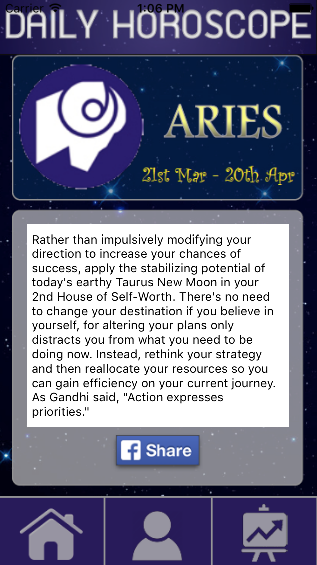 Carrier 1:06 PM
DAILY HOROSCOPE
ARIES
21st Mar - 20th Apr
Rather than impulsively modifying your
direction to increase your chances of
success, apply the stabilizing potential of
today's earthy Taurus New Moon in your
2nd House of Self-Worth. There's no need
to change your destination if you believe in
yourself, for altering your plans only
distracts you from what you need to be
doing now. Instead, rethink your strategy
and then reallocate your resources so you
can gain efficiency on your current journey.
As Gandhi said, "Action expresses
priorities."
f Share